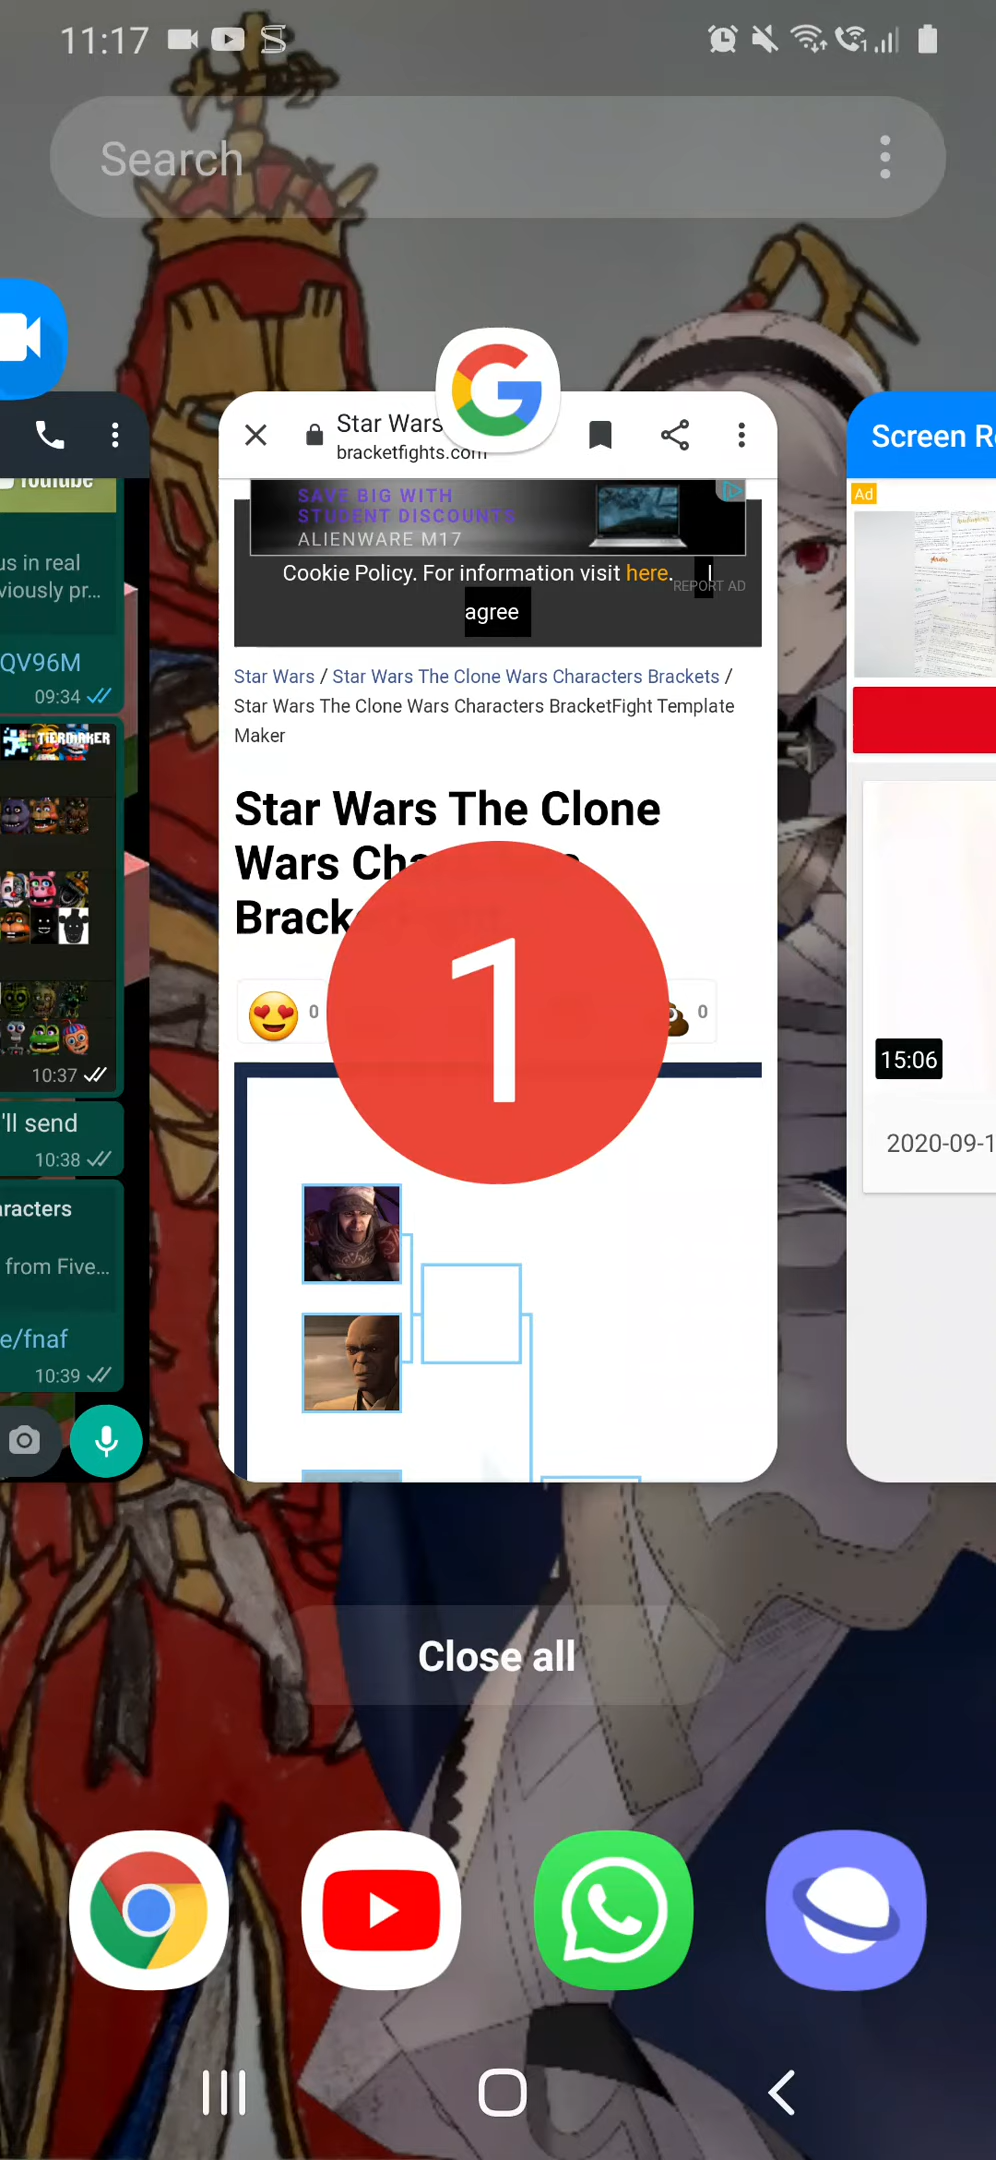 11:17
Search
YouTube
us in real
viously pr...
QV96M
09:34
TIERMAKER
10:37
'll send
10:38
aracters
from Five...
e/fnaf
10:39
Star Wars
bracketfights.com
SAVE BIG WITH
STUDENT DISCOUNTS
ALIENWARE M17
Cookie Policy. For information visit here. I
REPORT AD
agree
Star Wars / Star Wars The Clone Wars Characters Brackets /
Star Wars The Clone Wars Characters BracketFight Template
Maker
Star Wars The Clone
Wars Cha
Brack
0
0
1
Screen R
Ad
15:06
2020-09-1
Close all